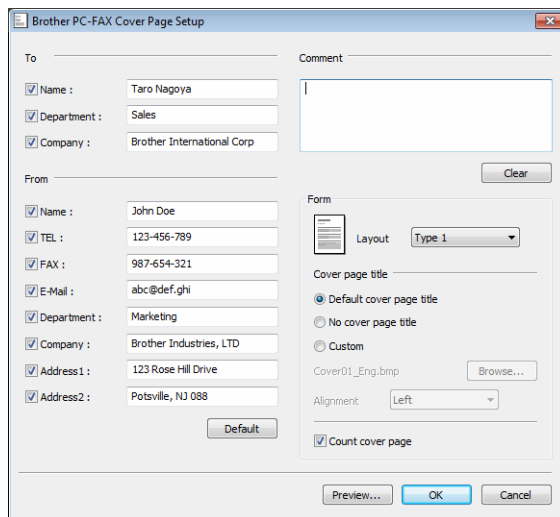 Brother PC-FAX Cover Page Setup
To
Name : Taro Nagoya
Department : Sales
Company : Brother International Corp
From
Name : John Doe
TEL : 123-456-789
FAX : 987-654-321
E-Mail : abc@def.ghi
Department : Marketing
Company : Brother Industries, LTD
Address1 : 123 Rose Hill Drive
Address2 : Potsville, NJ 088
Default
Comment
Clear
Form
Layout Type 1
Cover page title
Default cover page title
No cover page title
Custom
Cover01_Eng.bmp Browse...
Alignment Left
Count cover page
Preview... OK Cancel